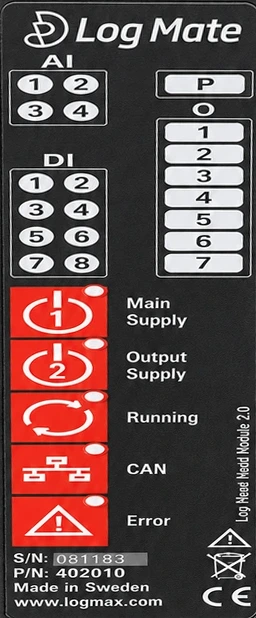 Log Mate
AI
1 2
3 4
P
O
1
2
3
4
5
6
7
DI
1 2
3 4
5 6
7 8
1
Main
Supply
2
Output
Supply
Running
CAN
Error
Log Mead Medd Module 2.0
S/N: 081183
P/N: 402010
Made in Sweden
www.logmax.com
CE